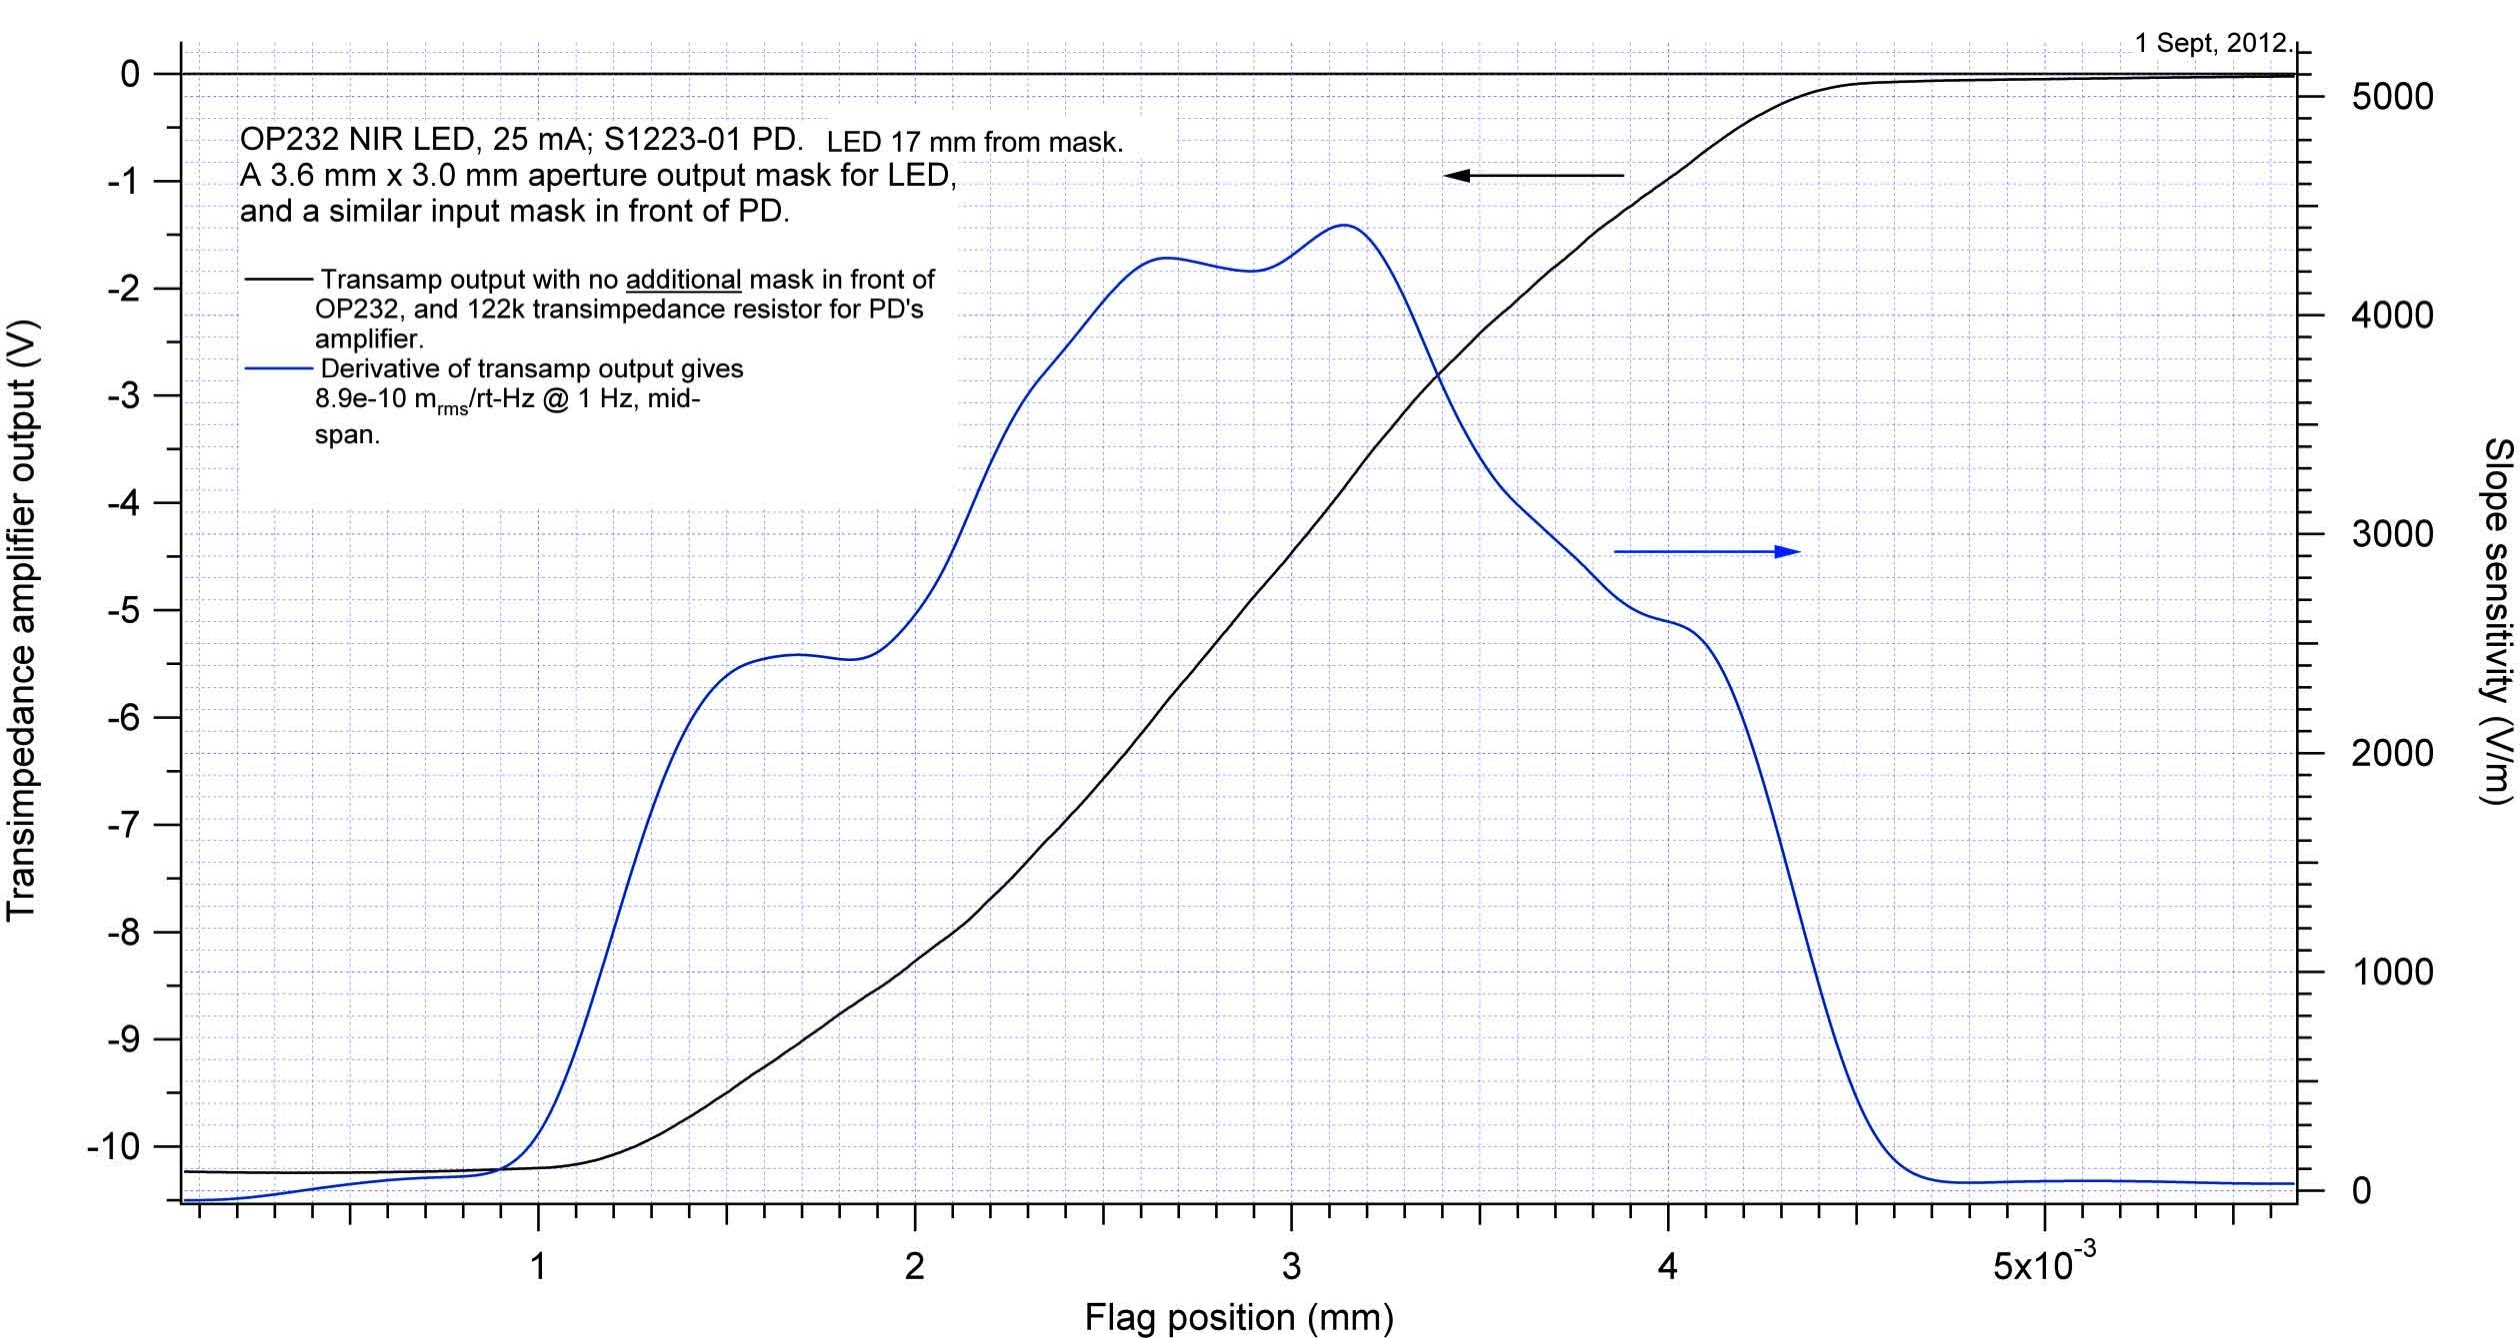 1 Sept, 2012.
OP232 NIR LED, 25 mA; S1223-01 PD. LED 17 mm from mask.
A 3.6 mm x 3.0 mm aperture output mask for LED,
and a similar input mask in front of PD.
Transamp output with no additional mask in front of
OP232, and 122k transimpedance resistor for PD's
amplifier.
Derivative of transamp output gives
8.9e-10 mrms/rt-Hz @ 1 Hz, mid-
span.
Transimpedance amplifier output (V)
0
-1
-2
-3
-4
-5
-6
-7
-8
-9
-10
5000
4000
3000
2000
1000
0
Slope sensitivity (V/m)
1 2 3 4 5x10-3
Flag position (mm)